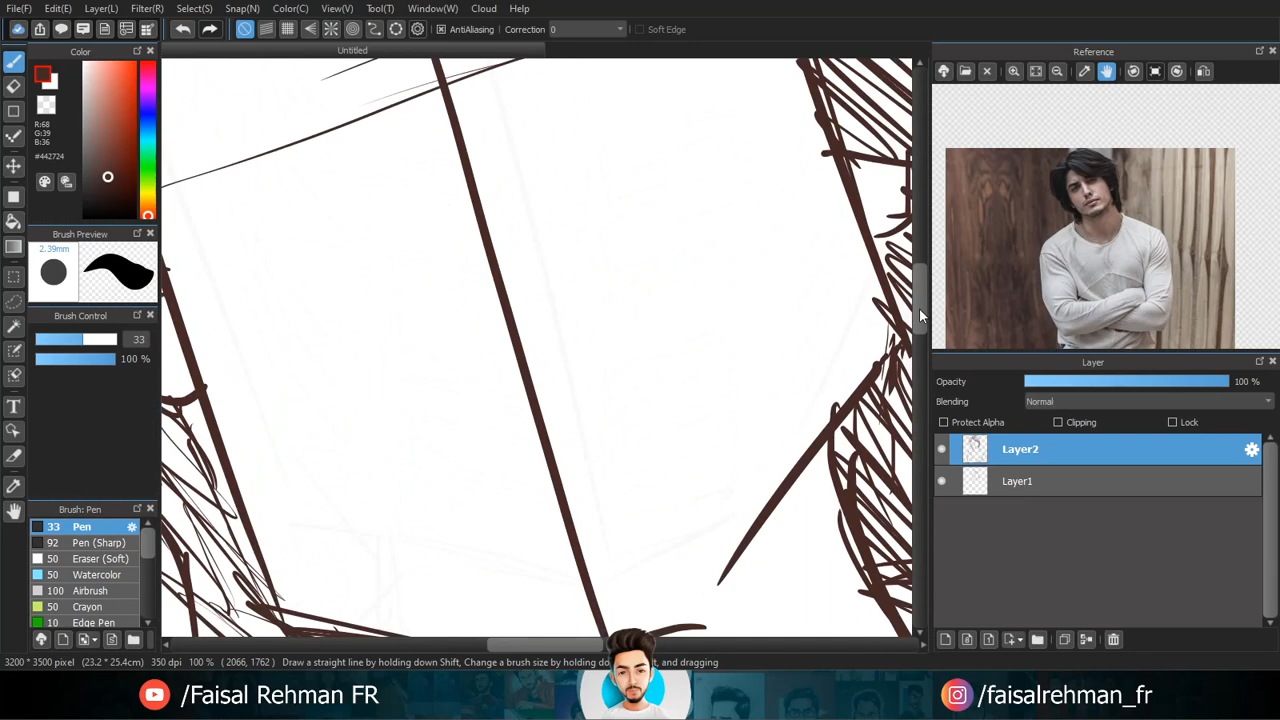 File(F) Edit(E) Layer(L) Filter(R) Select(S) Snap(N) Color(C) View(V) Tool(T) Window(W) Cloud Help
AntiAliasing Correction 0 Soft Edge
Color
Untitled
Reference
R:68
G:39
B:36
#442724
Brush Preview
2.39mm
Brush Control
33
100 %
Layer
Opacity 100 %
Blending Normal
Protect Alpha Clipping Lock
Layer2
Layer1
Brush: Pen
33 Pen
92 Pen (Sharp)
50 Eraser (Soft)
50 Watercolor
100 Airbrush
50 Crayon
10 Edge Pen
3200 * 3500 pixel (23.2 * 25.4cm) 350 dpi 100 % ( 2066, 1762 ) Draw a straight line by holding down Shift, Change a brush size by holding do , and dragging
/Faisal Rehman FR
/faisalrehman_fr